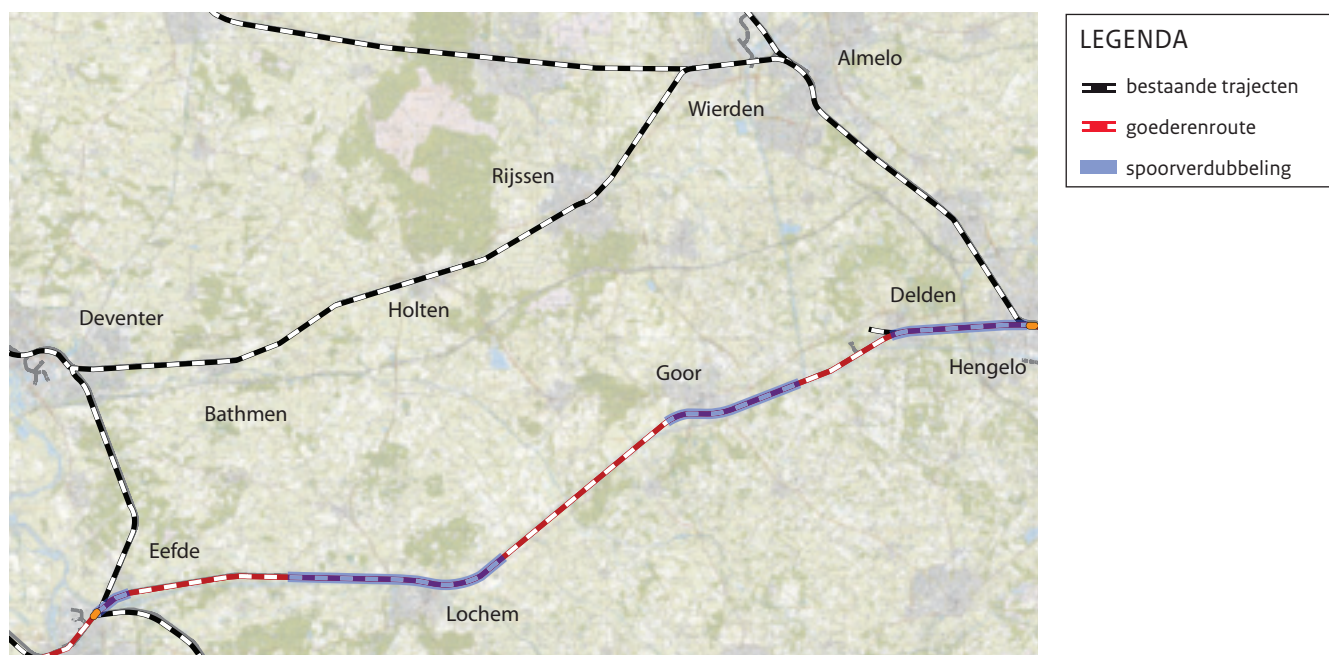 Almelo
Wierden
Rijssen
Delden
Holten
Deventer
Hengelo
Goor
Bathmen
Eefde
Lochem
LEGENDA
bestaande trajecten
goederenroute
spoorverdubbeling